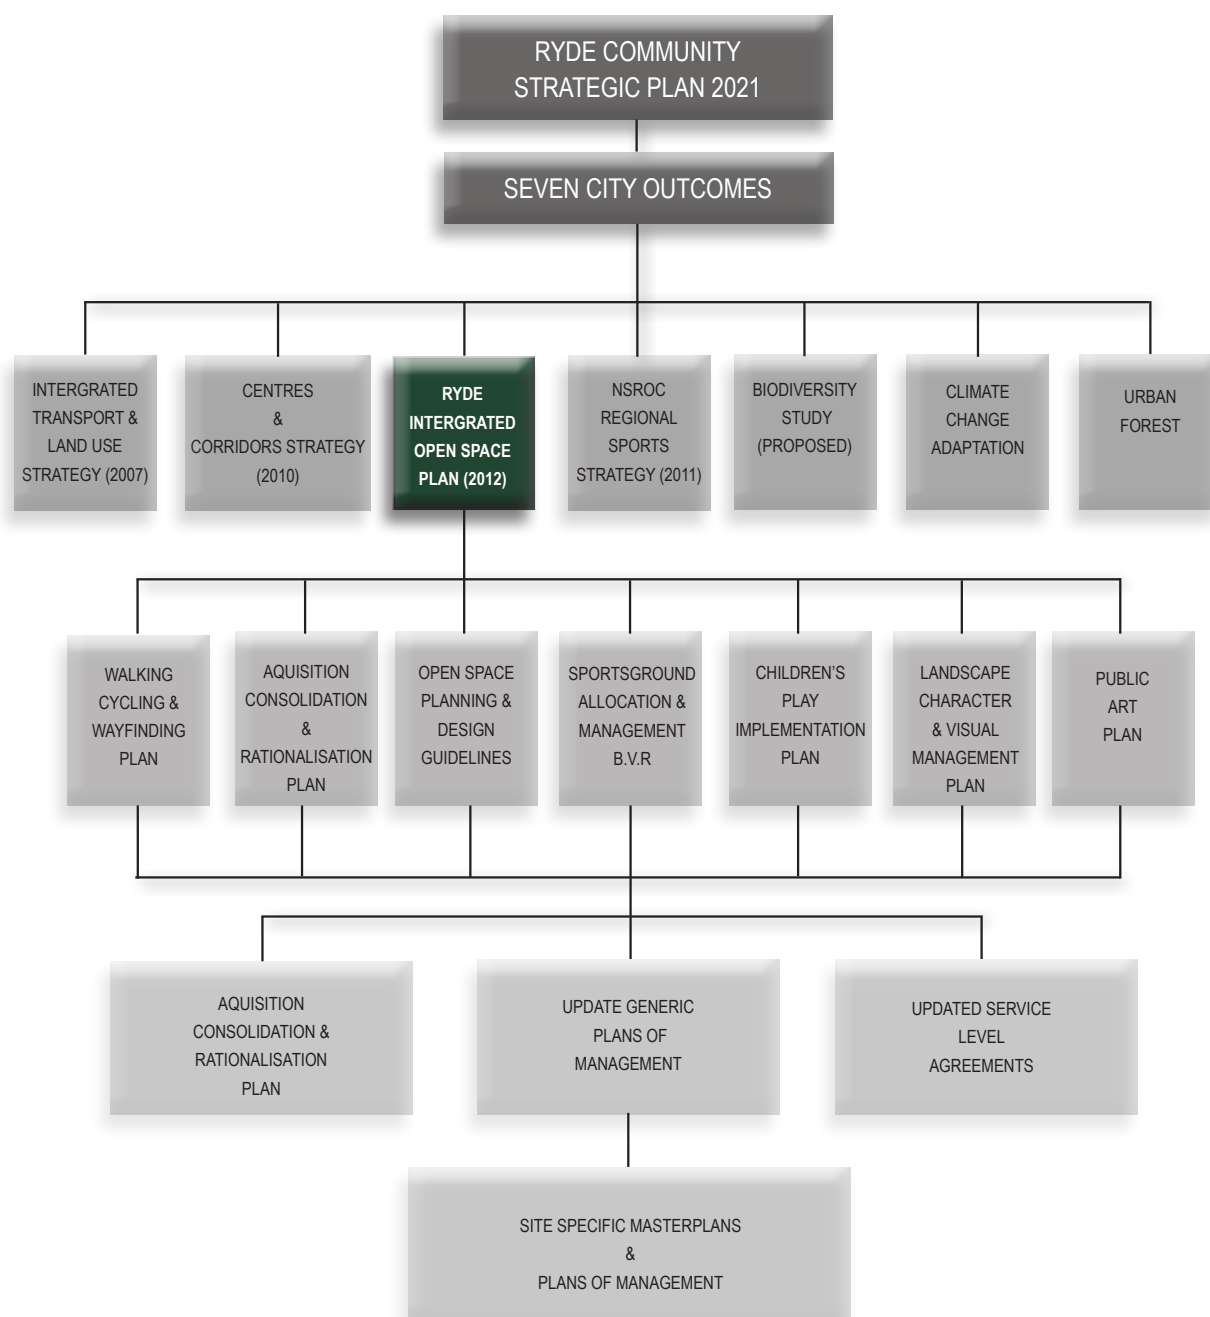 RYDE COMMUNITY
STRATEGIC PLAN 2021
SEVEN CITY OUTCOMES
INTERGRATED
TRANSPORT &
LAND USE
STRATEGY (2007)
CENTRES
&
CORRIDORS STRATEGY
(2010)
RYDE
INTERGRATED
OPEN SPACE
PLAN (2012)
NSROC
REGIONAL
SPORTS
STRATEGY (2011)
BIODIVERSITY
STUDY
(PROPOSED)
CLIMATE
CHANGE
ADAPTATION
URBAN
FOREST
WALKING
CYCLING &
WAYFINDING
PLAN
AQUISITION
CONSOLIDATION
&
RATIONALISATION
PLAN
OPEN SPACE
PLANNING &
DESIGN
GUIDELINES
SPORTSGROUND
ALLOCATION &
MANAGEMENT
B.V.R
CHILDREN'S
PLAY
IMPLEMENTATION
PLAN
LANDSCAPE
CHARACTER
& VISUAL
MANAGEMENT
PLAN
PUBLIC
ART
PLAN
AQUISITION
CONSOLIDATION &
RATIONALISATION
PLAN
UPDATE GENERIC
PLANS OF
MANAGEMENT
UPDATED SERVICE
LEVEL
AGREEMENTS
SITE SPECIFIC MASTERPLANS
&
PLANS OF MANAGEMENT